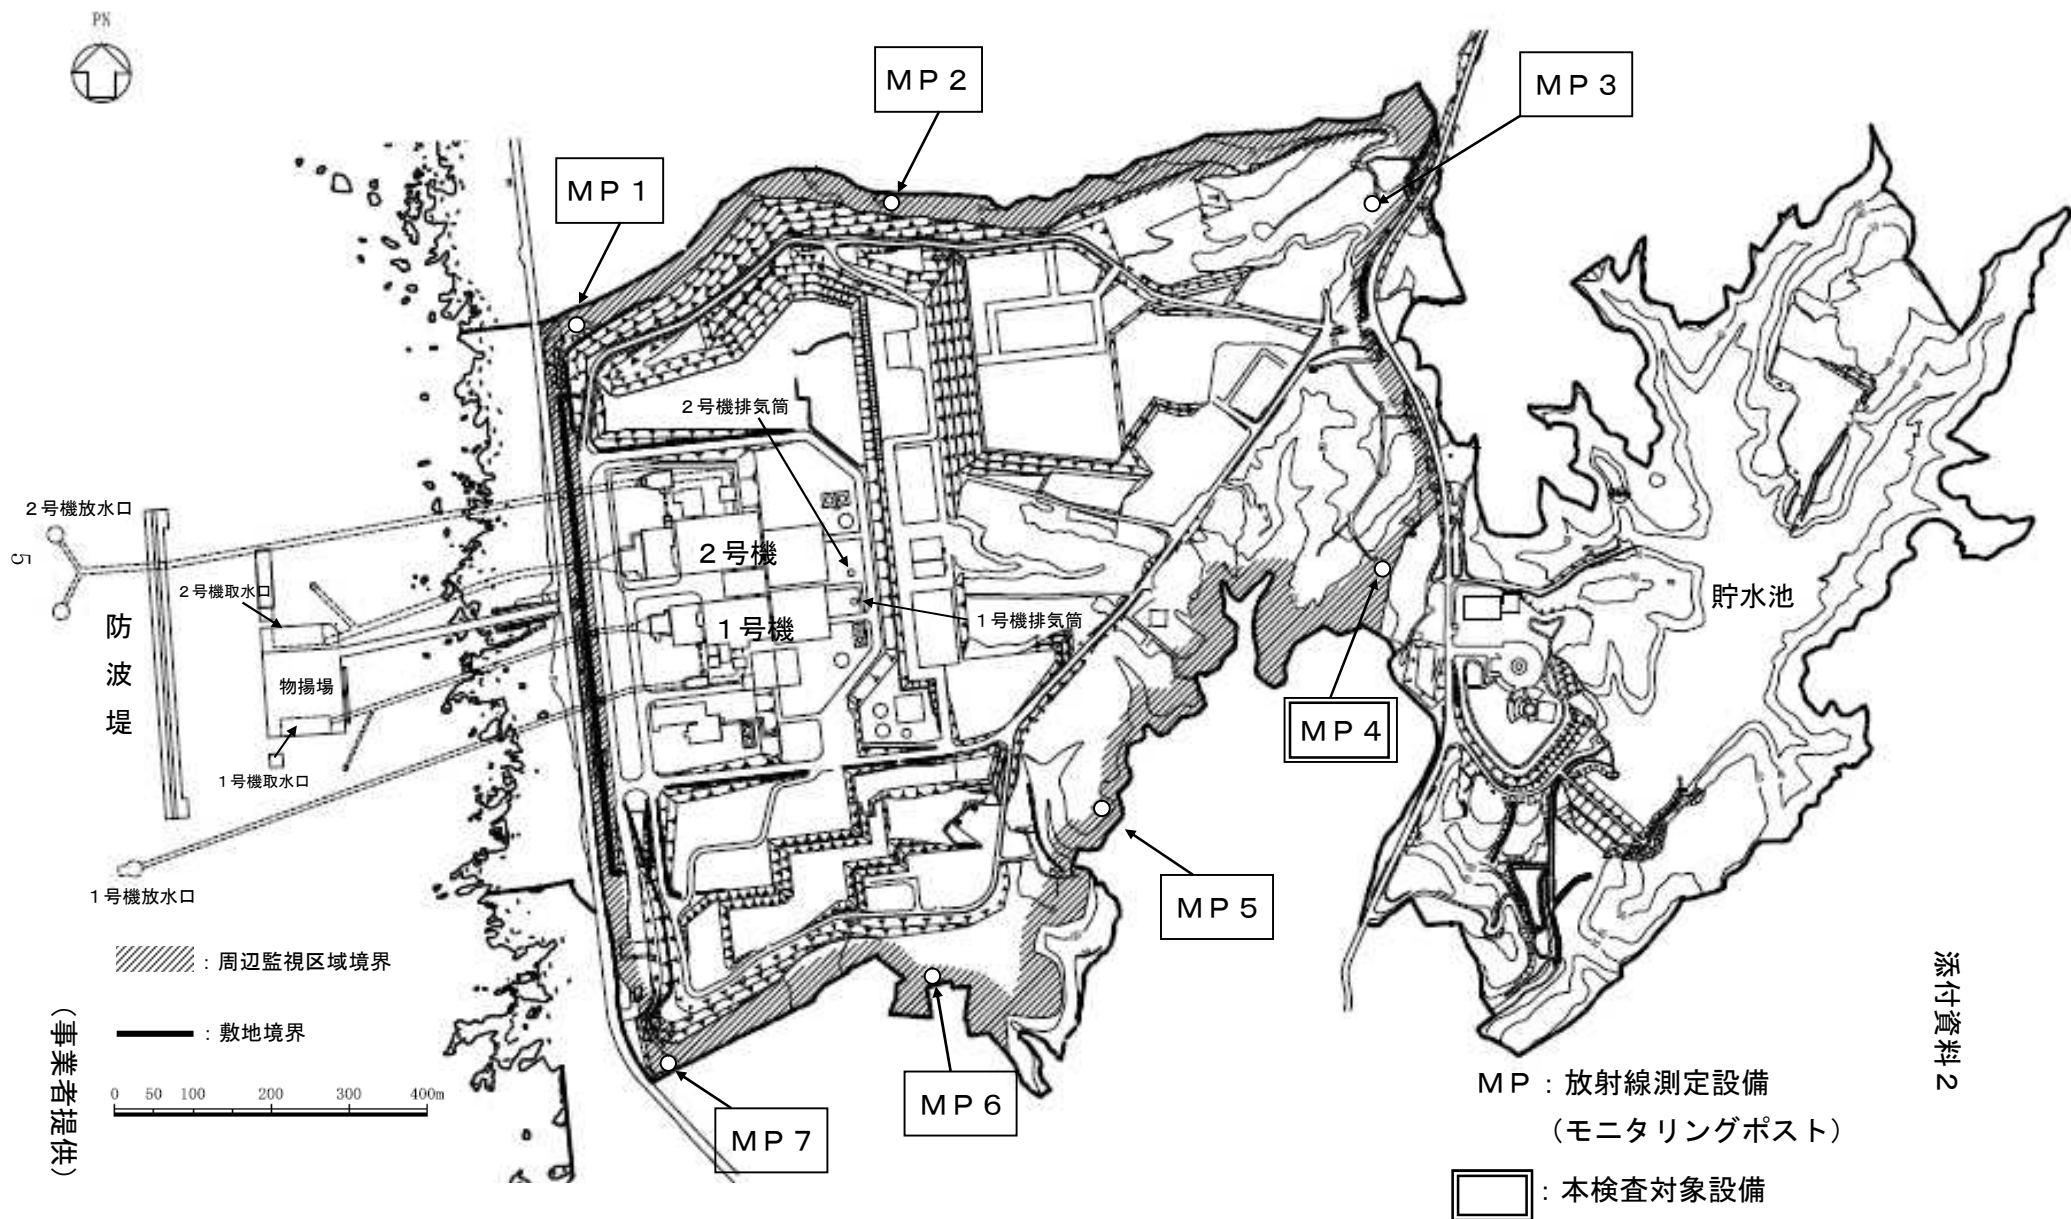 PN
MP2
MP3
MP1
2号機排気筒
2号機放水口
2号機
2号機取水口
1号機
1号機排気筒
貯水池
防波堤
物揚場
MP4
1号機取水口
1号機放水口
MP5
：周辺監視区域境界
：敷地境界
0 50 100 200 300 400m
MP6
MP7
MP：放射線測定設備
（モニタリングポスト）
：本検査対象設備
（事業者提供）
添付資料2
5